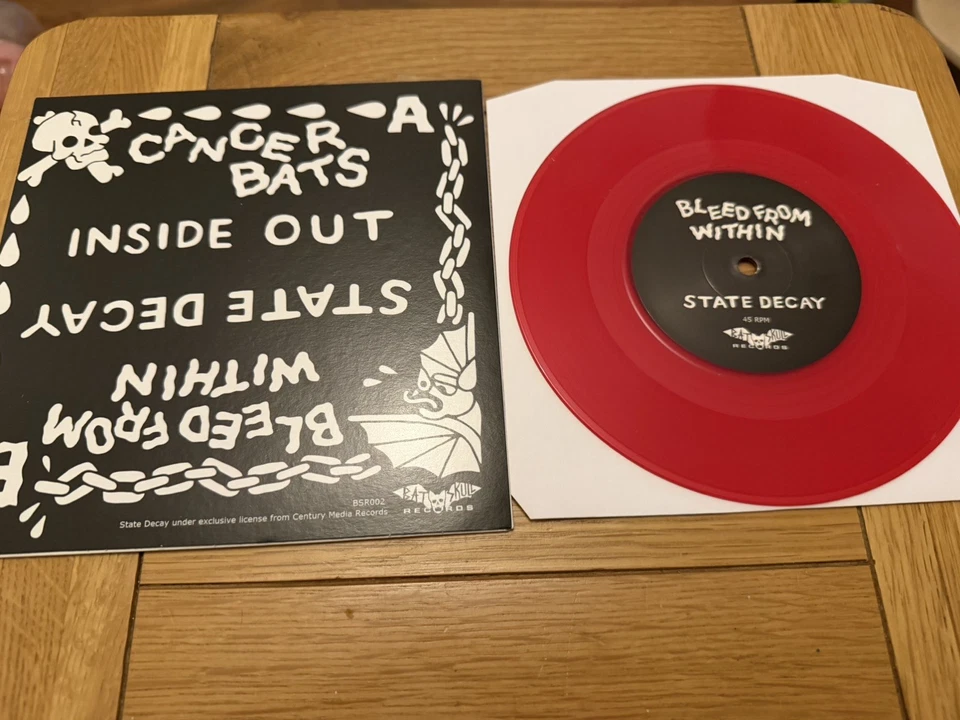 A
CANCER
BATS
INSIDE OUT
STATE DECAY
WITHIN
BLEED FROM
B
BSR002
State Decay under exclusive license from Century Media Records
BAT SKULL
RECORDS
BLEED FROM
WITHIN
STATE DECAY
45 RPM
BAT SKULL
RECORDS